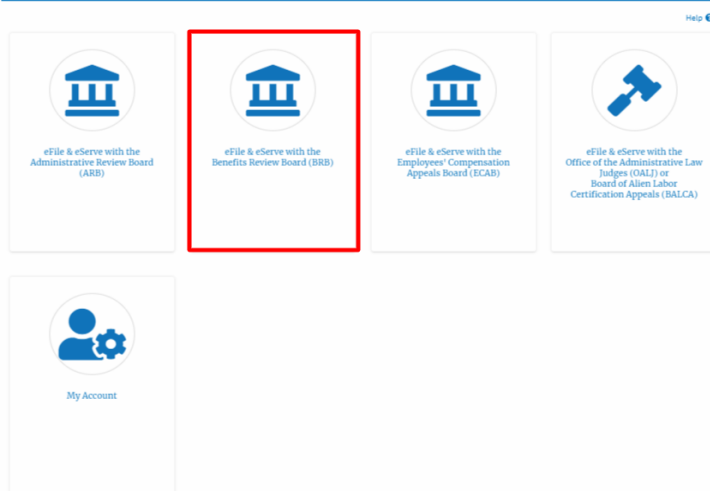 Help
eFile & eServe with the
Administrative Review Board
(ARB)
eFile & eServe with the
Benefits Review Board (BRB)
eFile & eServe with the
Employees' Compensation
Appeals Board (ECAB)
eFile & eServe with the
Office of the Administrative Law
Judges (OALJ) or
Board of Alien Labor
Certification Appeals (BALCA)
My Account